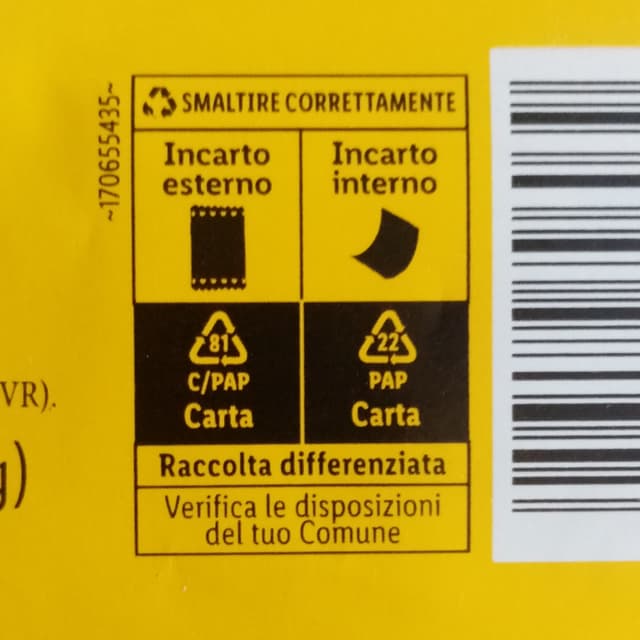 SMALTIRE CORRETTAMENTE
~170655435~
Incarto
esterno
Incarto
interno
81
C/PAP
Carta
22
PAP
Carta
Raccolta differenziata
Verifica le disposizioni
del tuo Comune
VR).
g)